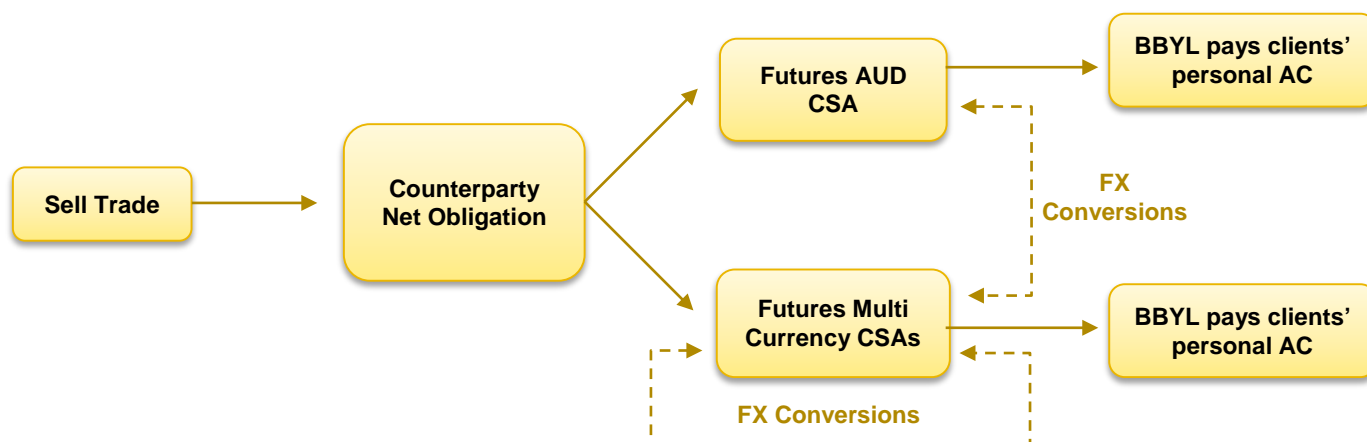 Sell Trade
Counterparty
Net Obligation
Futures AUD
CSA
BBYL pays clients’
personal AC
FX
Conversions
Futures Multi
Currency CSAs
BBYL pays clients’
personal AC
FX Conversions